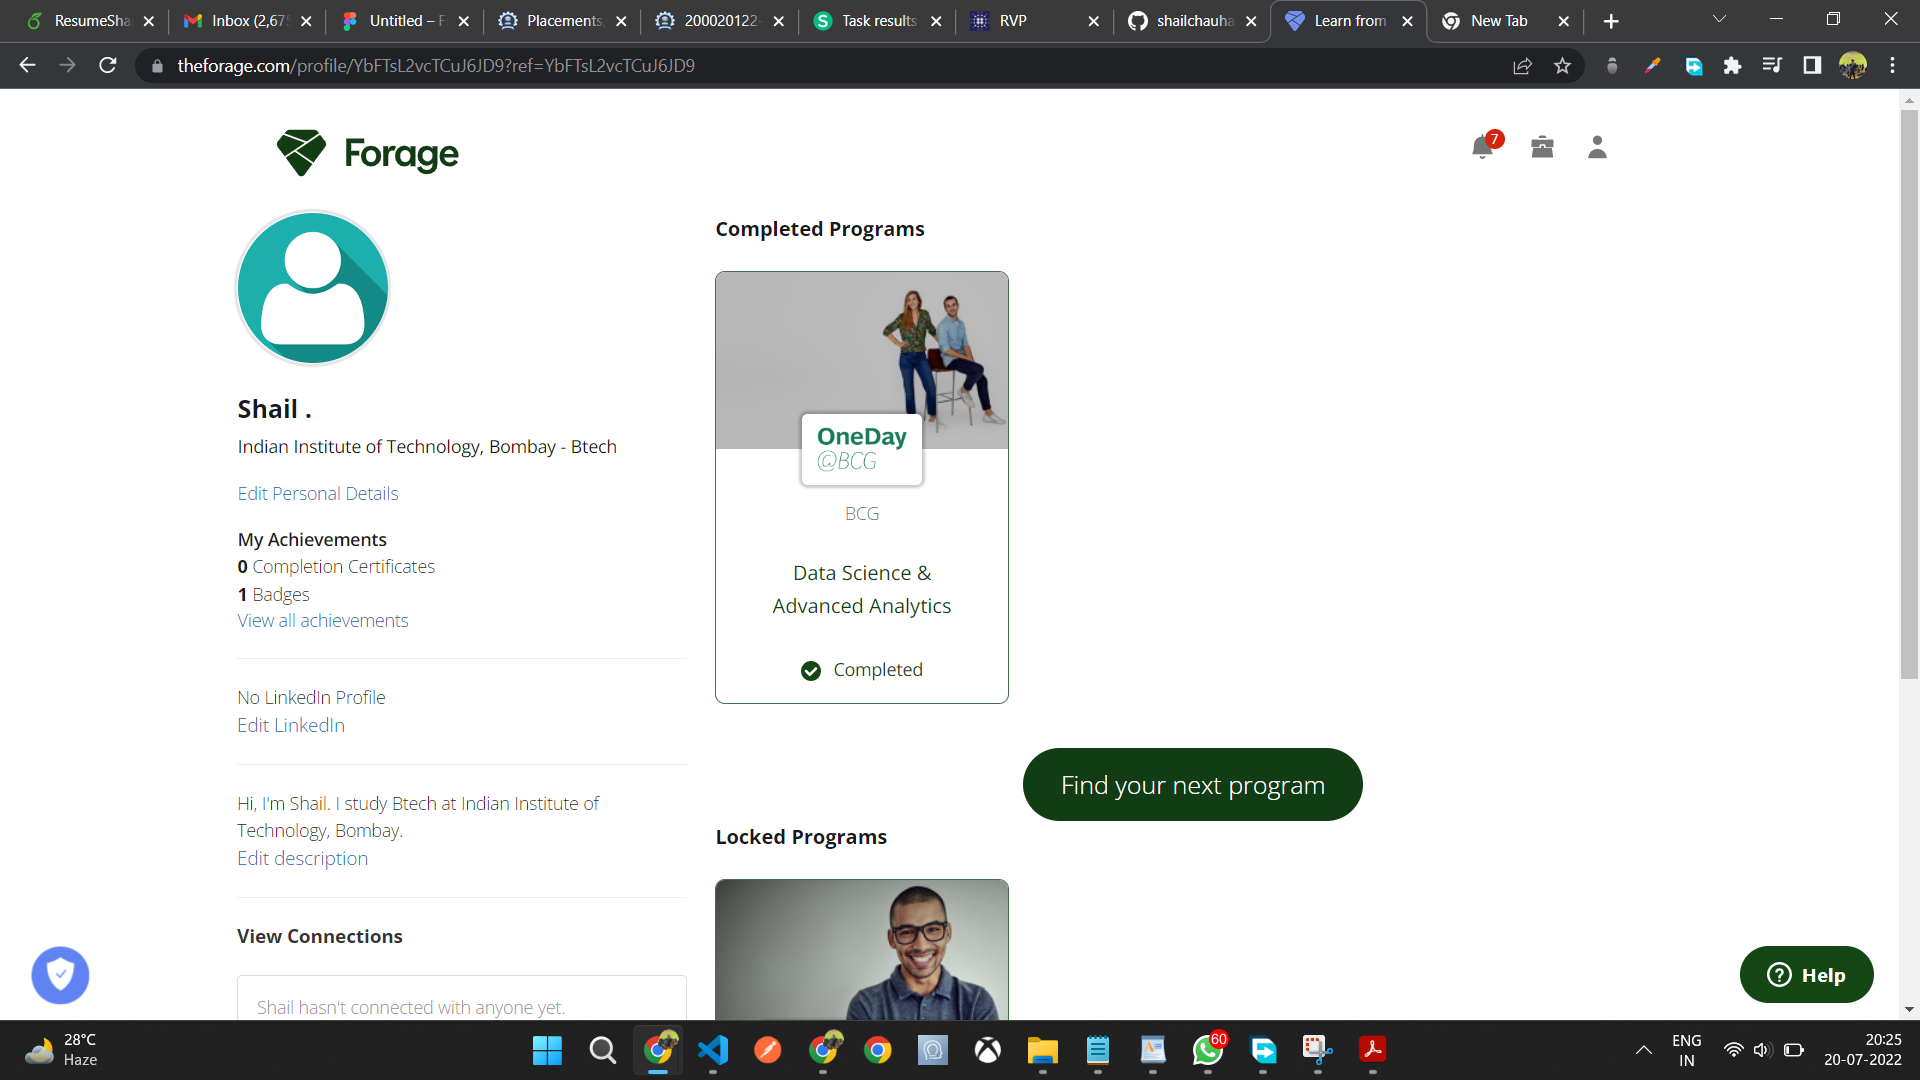 ResumeSha
Inbox (2,675
Untitled – F
Placements,
200020122-
Task results
RVP
shailchauha
Learn from
New Tab
theforage.com/profile/YbFTsL2vcTCuJ6JD9?ref=YbFTsL2vcTCuJ6JD9
Forage
7
Shail .
Indian Institute of Technology, Bombay - Btech
Edit Personal Details
My Achievements
0 Completion Certificates
1 Badges
View all achievements
No LinkedIn Profile
Edit LinkedIn
Hi, I'm Shail. I study Btech at Indian Institute of
Technology, Bombay.
Edit description
View Connections
Shail hasn't connected with anyone yet.
Completed Programs
OneDay
@BCG
BCG
Data Science &
Advanced Analytics
Completed
Find your next program
Locked Programs
Help
28°C
Haze
60
ENG
IN
20:25
20-07-2022